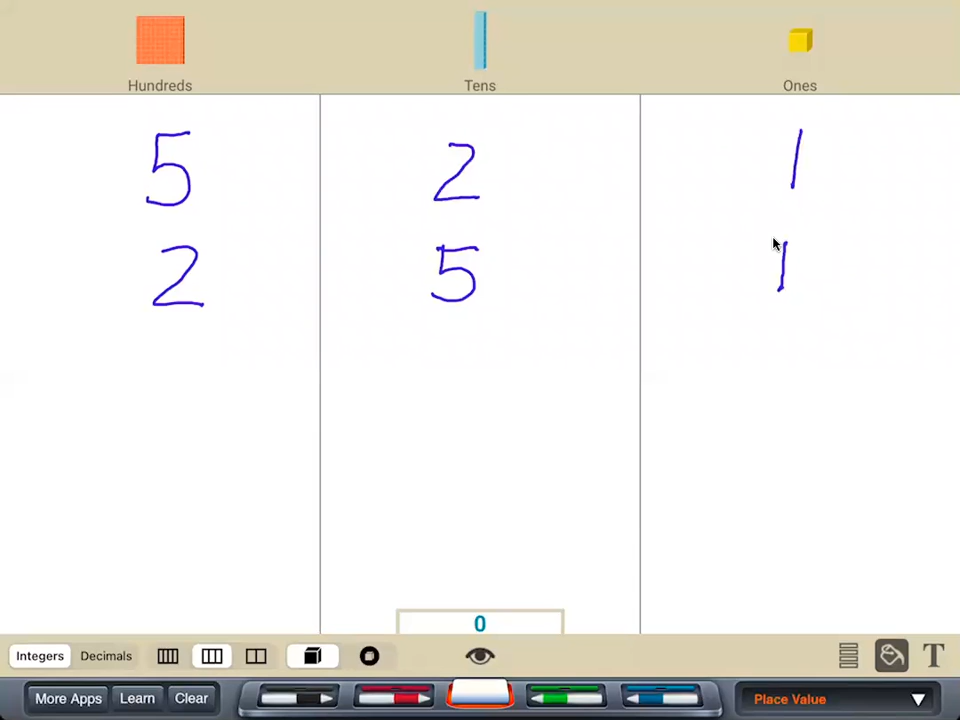 Hundreds Tens Ones
5 2 1
2 5 1
0
Integers Decimals T
More Apps Learn Clear Place Value